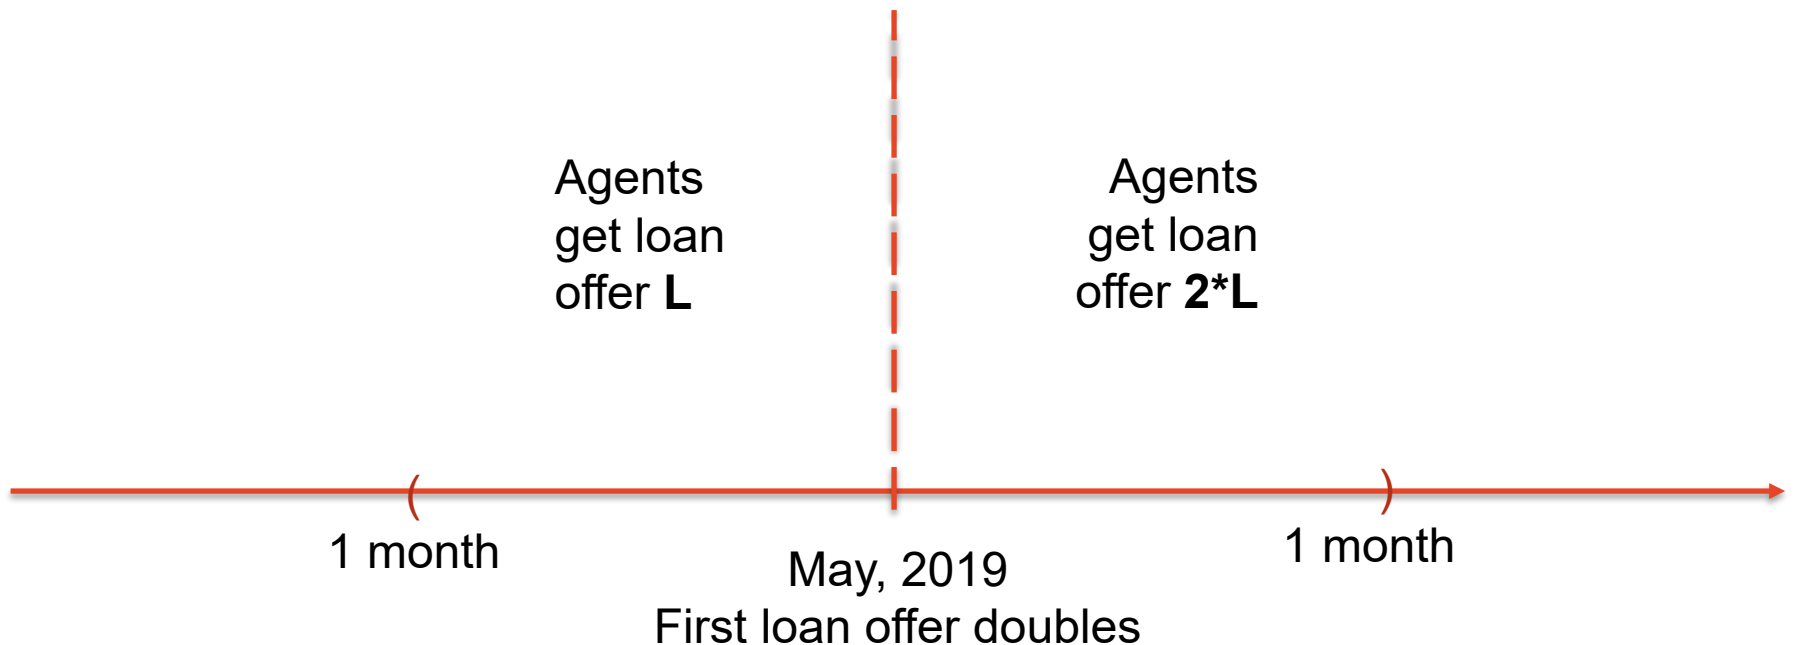 Agents
get loan
offer L
Agents
get loan
offer 2*L
1 month
May, 2019
First loan offer doubles
1 month